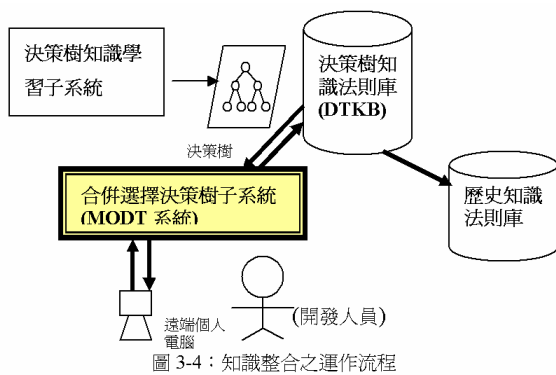 決策樹知識學
習子系統
決策樹知
識法則庫
(DTKB)
決策樹
合併選擇決策樹子系統
(MODT 系統)
歷史知識
法則庫
(開發人員)
遠端個人
電腦
圖 3-4：知識整合之運作流程